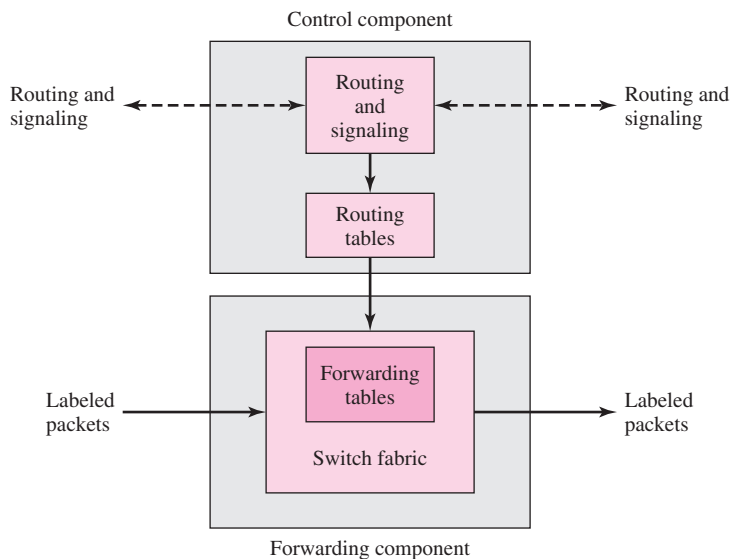 Control component
Routing and
signaling
Routing
and
signaling
Routing and
signaling
Routing
tables
Labeled
packets
Forwarding
tables
Switch fabric
Labeled
packets
Forwarding component